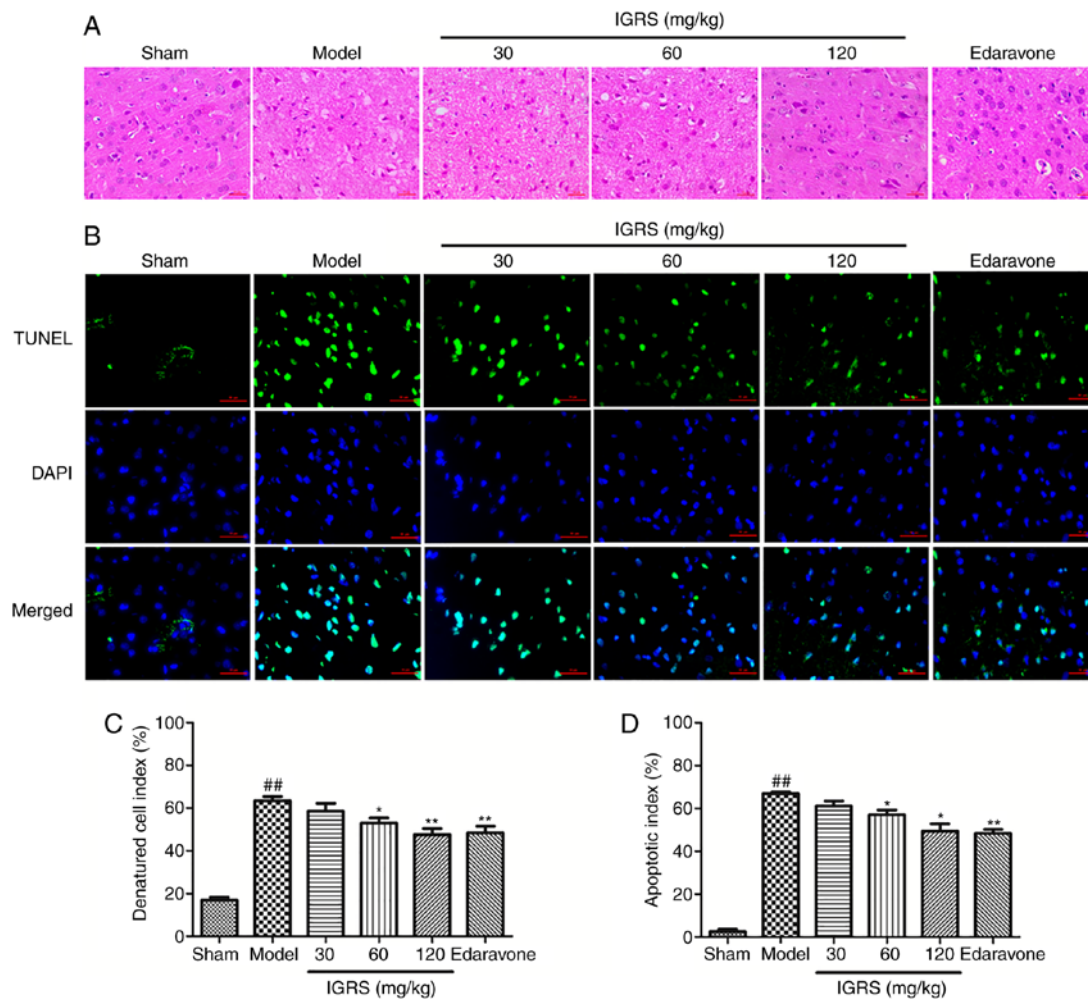 A
IGRS (mg/kg)
Sham Model 30 60 120 Edaravone
B
IGRS (mg/kg)
Sham Model 30 60 120 Edaravone
TUNEL
DAPI
Merged
C
Denatured cell index (%)
100
80
60
40
20
0
##
*
**
**
Sham Model 30 60 120 Edaravone
IGRS (mg/kg)
D
Apoptotic index (%)
100
80
60
40
20
0
##
*
*
**
Sham Model 30 60 120 Edaravone
IGRS (mg/kg)